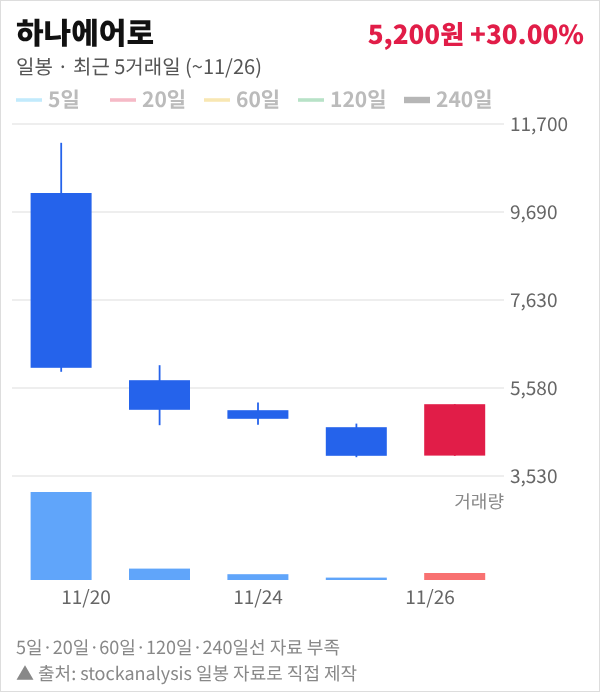 하나에어로 5,200원 +30.00%
일봉 · 최근 5거래일 (~11/26)
5일 20일 60일 120일 240일
11,700
9,690
7,630
5,580
3,530
거래량
11/20 11/24 11/26
5일·20일·60일·120일·240일선 자료 부족
▲ 출처: stockanalysis 일봉 자료로 직접 제작